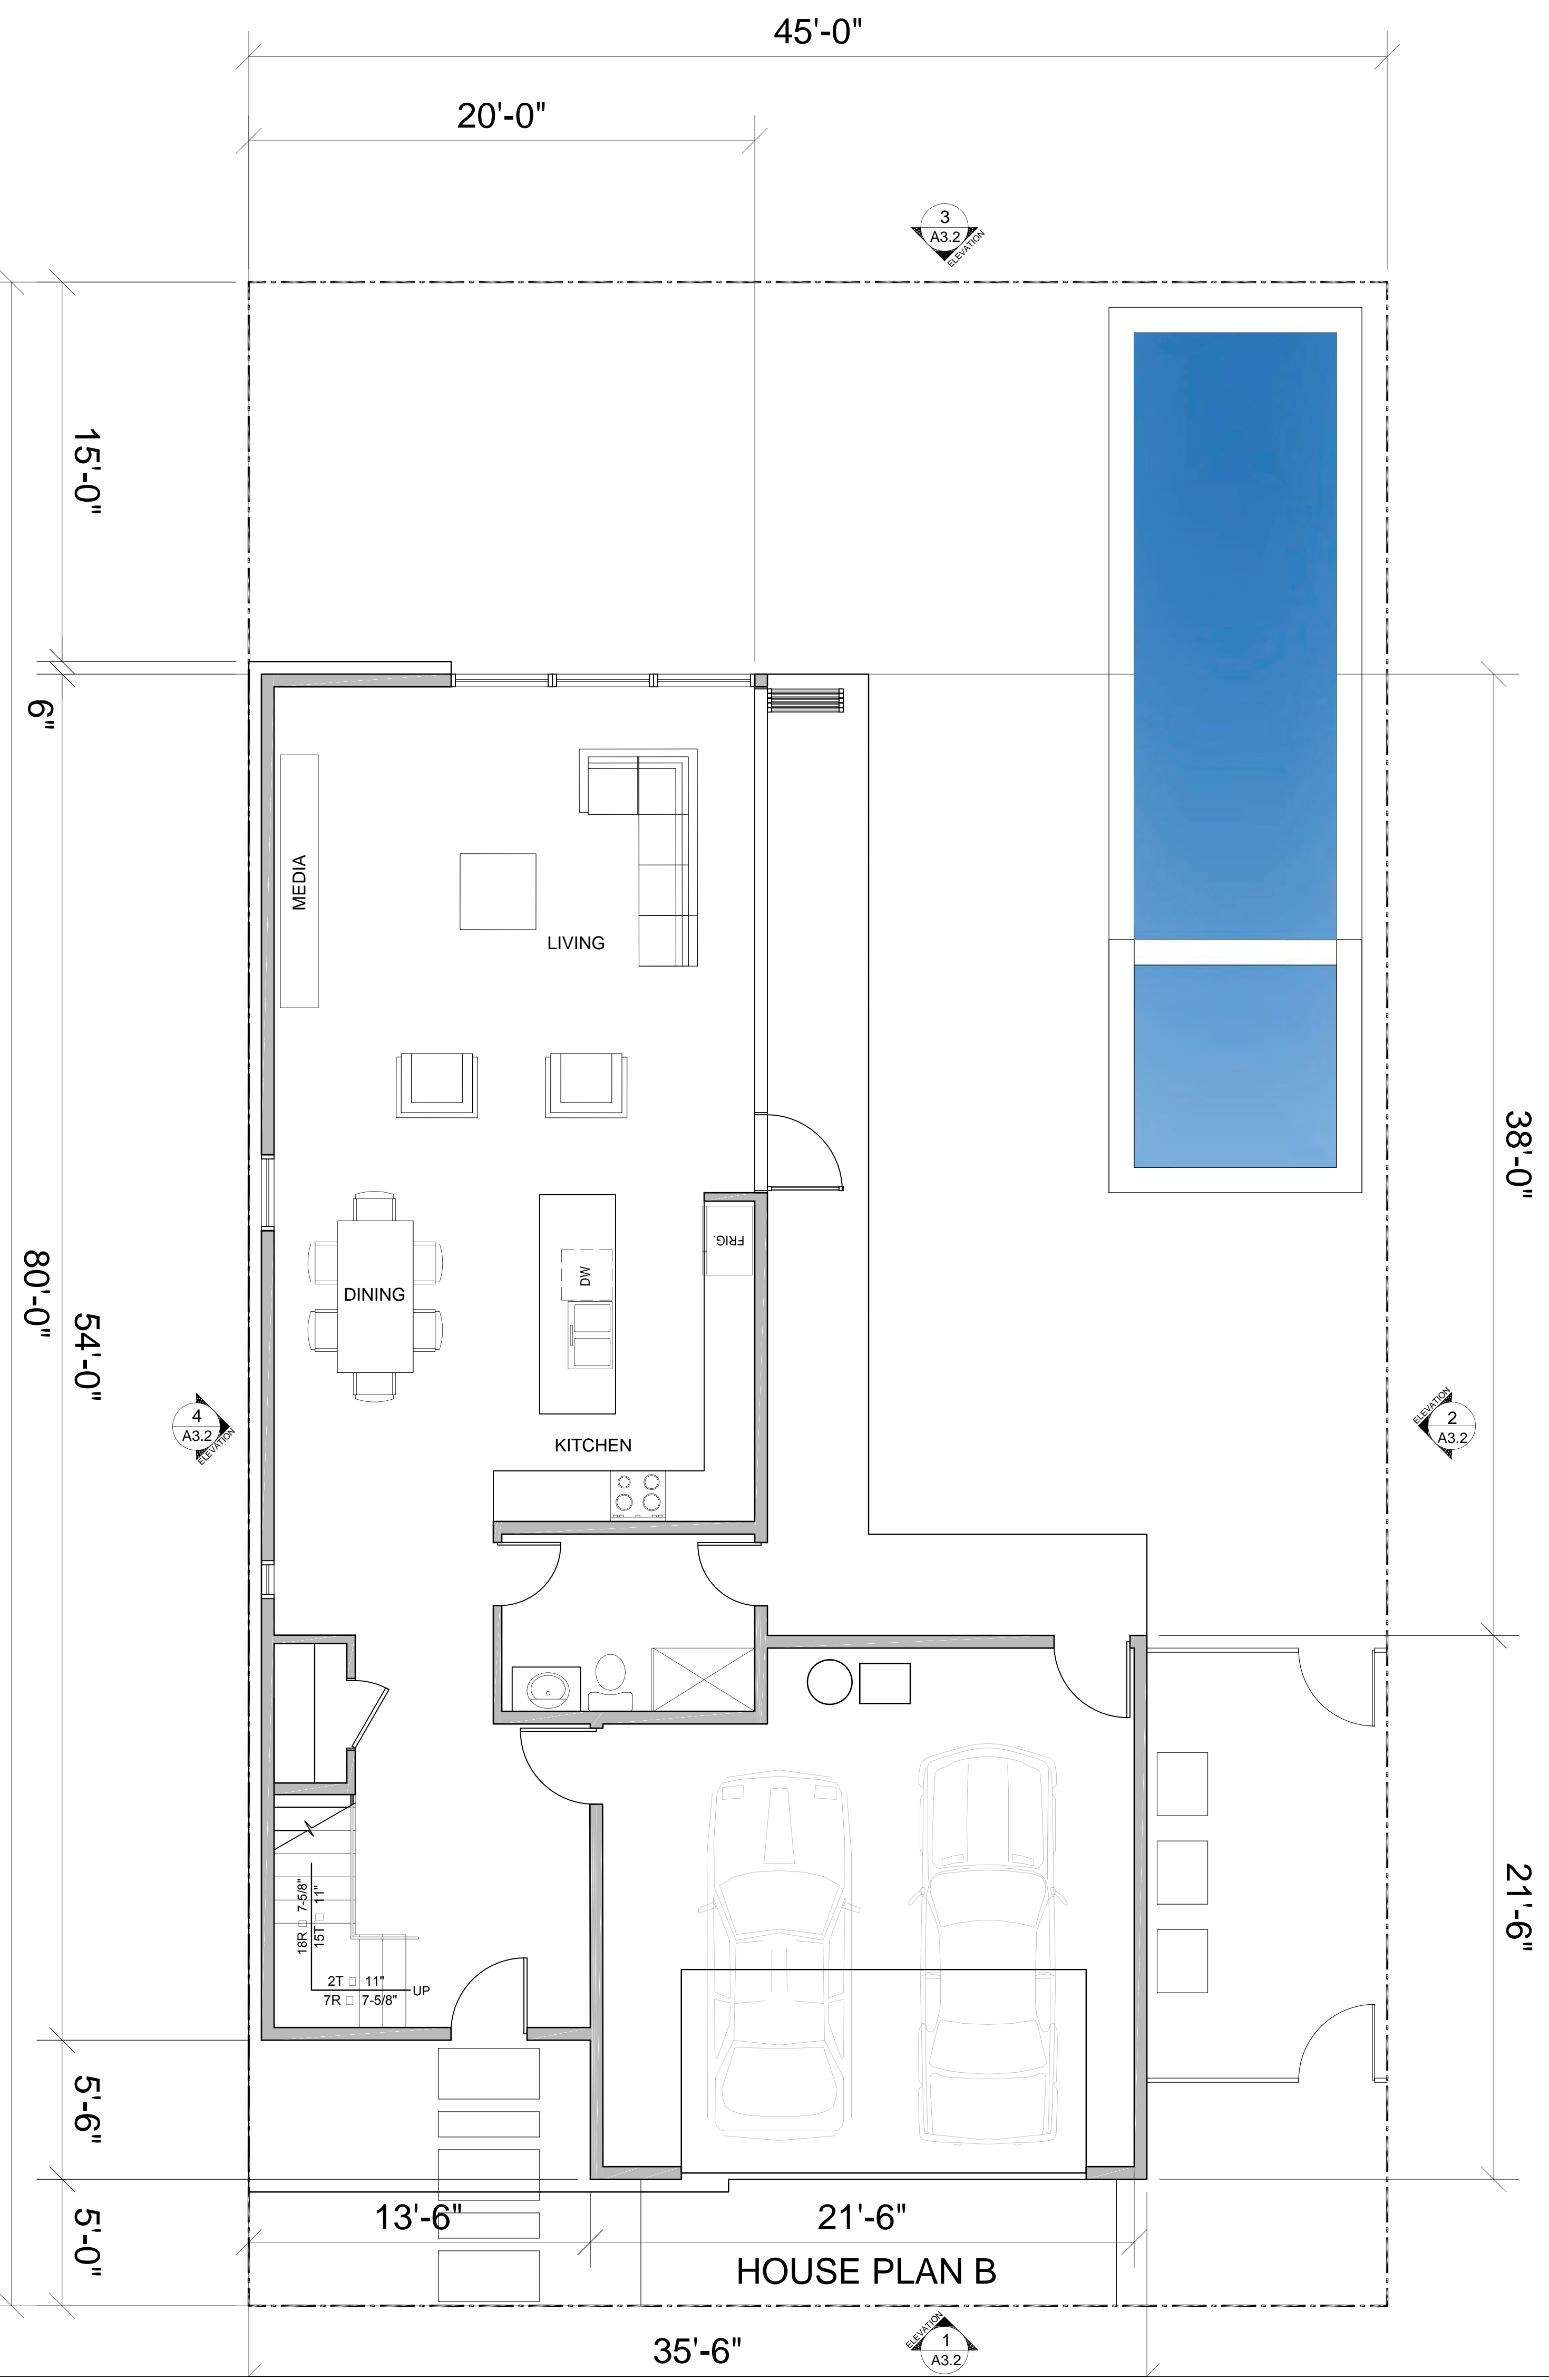 45'-0"
20'-0"
3
A3.2
ELEVATION
15'-0"
6"
MEDIA
LIVING
38'-0"
FRIG.
80'-0"
DW
DINING
54'-0"
4
A3.2
ELEVATION
2
A3.2
ELEVATION
KITCHEN
18R □ 7-5/8"
15T □ 11"
21'-6"
2T □ 11"
UP
7R □ 7-5/8"
5'-6"
5'-0"
13'-6"
21'-6"
HOUSE PLAN B
35'-6"
1
A3.2
ELEVATION